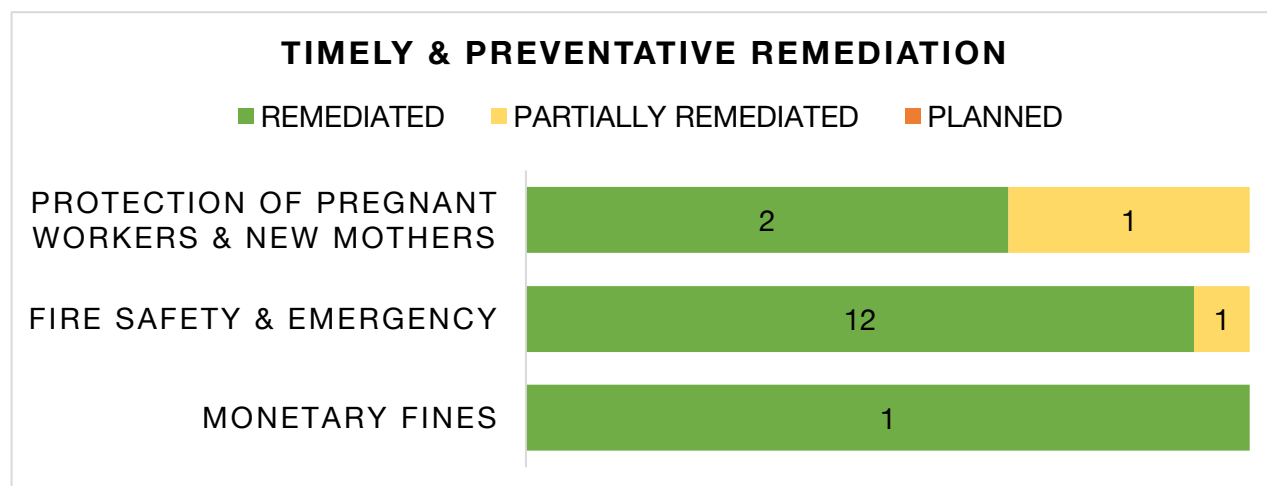 TIMELY & PREVENTATIVE REMEDIATION
REMEDIATED PARTIALLY REMEDIATED PLANNED
PROTECTION OF PREGNANT
WORKERS & NEW MOTHERS
2 1
FIRE SAFETY & EMERGENCY
12 1
MONETARY FINES
1